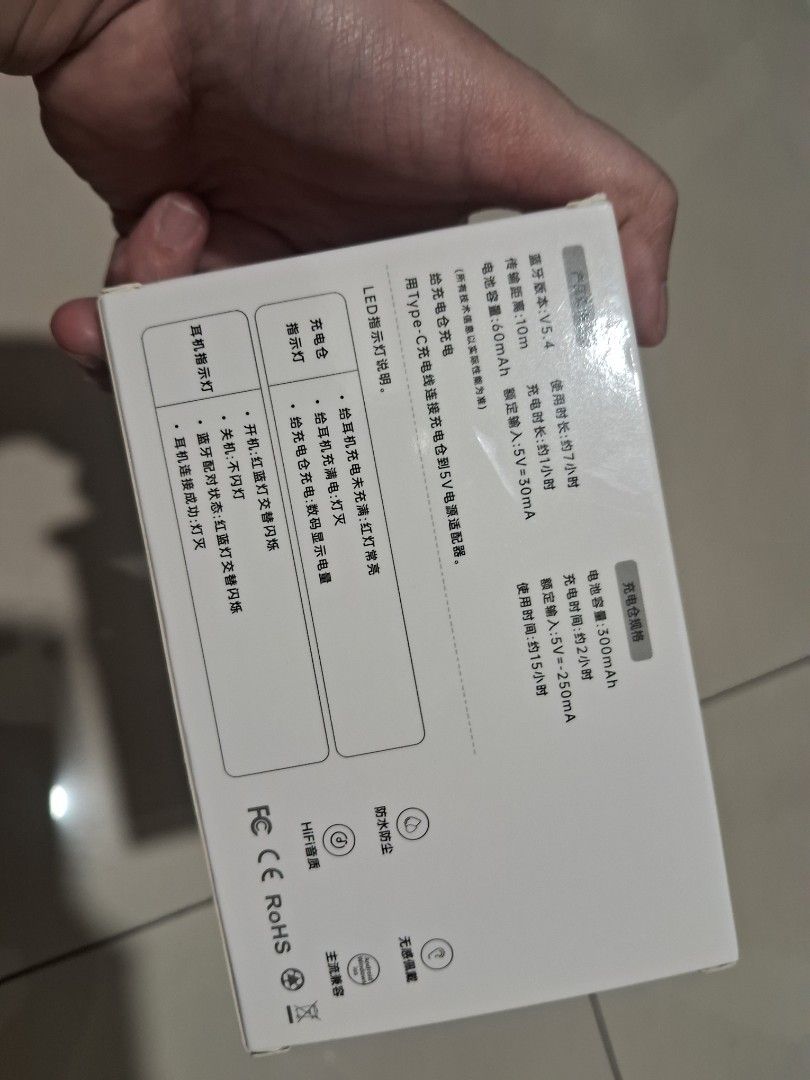 蓝牙版本:V5.4
传输距离:10m
电池容量:60mAh
使用时长:约7小时
充电时长:约1小时
额定输入:5V=30mA
(所有技术信息以实际性能为准)
充电仓规格
电池容量:300mAh
充电时间:约2小时
额定输入:5V=-250mA
使用时间:约15小时
给充电仓充电
用Type-C充电线连接充电仓到5V电源适配器。
LED指示灯说明。
充电仓
指示灯
• 给耳机充电未充满:红灯常亮
• 给耳机充满电:灯灭
• 给充电仓充电:数码显示电量
耳机指示灯
• 开机:红蓝灯交替闪烁
• 关机:不闪灯
• 蓝牙配对状态:红蓝灯交替闪烁
• 耳机连接成功:灯灭
防水防尘
无感佩戴
HiFi音质
主流兼容
FC CE RoHS